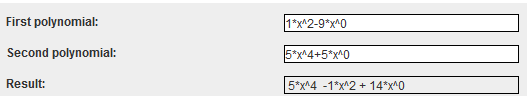 First polynomial: 1*x^2-9*x^0
Second polynomial: 5*x^4+5*x^0
Result: 5*x^4 -1*x^2 + 14*x^0